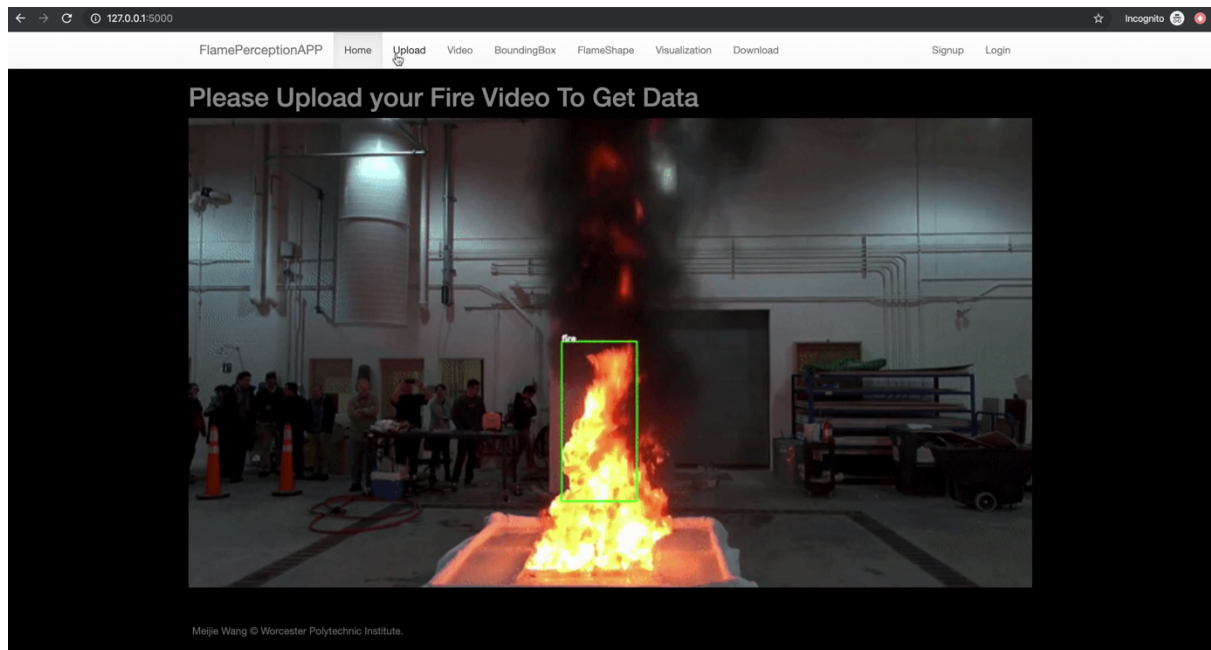 127.0.0.1:5000 Incognito
FlamePerceptionAPP Home Upload Video BoundingBox FlameShape Visualization Download Signup Login
Please Upload your Fire Video To Get Data
fire
Meijie Wang © Worcester Polytechnic Institute.